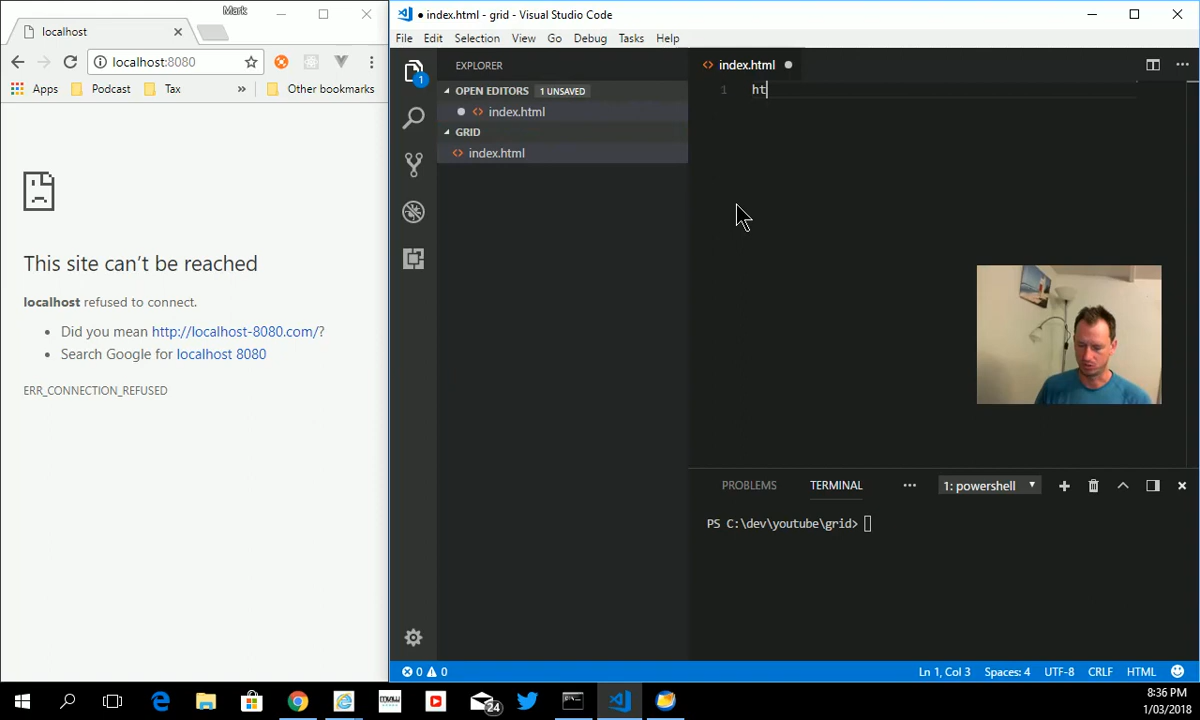 Mark
localhost
localhost:8080
Apps
Podcast
Tax
»
Other bookmarks
This site can't be reached
localhost refused to connect.
• Did you mean http://localhost-8080.com/?
• Search Google for localhost 8080
ERR_CONNECTION_REFUSED
● index.html - grid - Visual Studio Code
File Edit Selection View Go Debug Tasks Help
1
EXPLORER
OPEN EDITORS 1 UNSAVED
index.html
GRID
index.html
index.html
1 ht
PROBLEMS TERMINAL ••• 1: powershell
PS C:\dev\youtube\grid>
0 0
Ln 1, Col 3 Spaces: 4 UTF-8 CRLF HTML
24
8:36 PM
1/03/2018